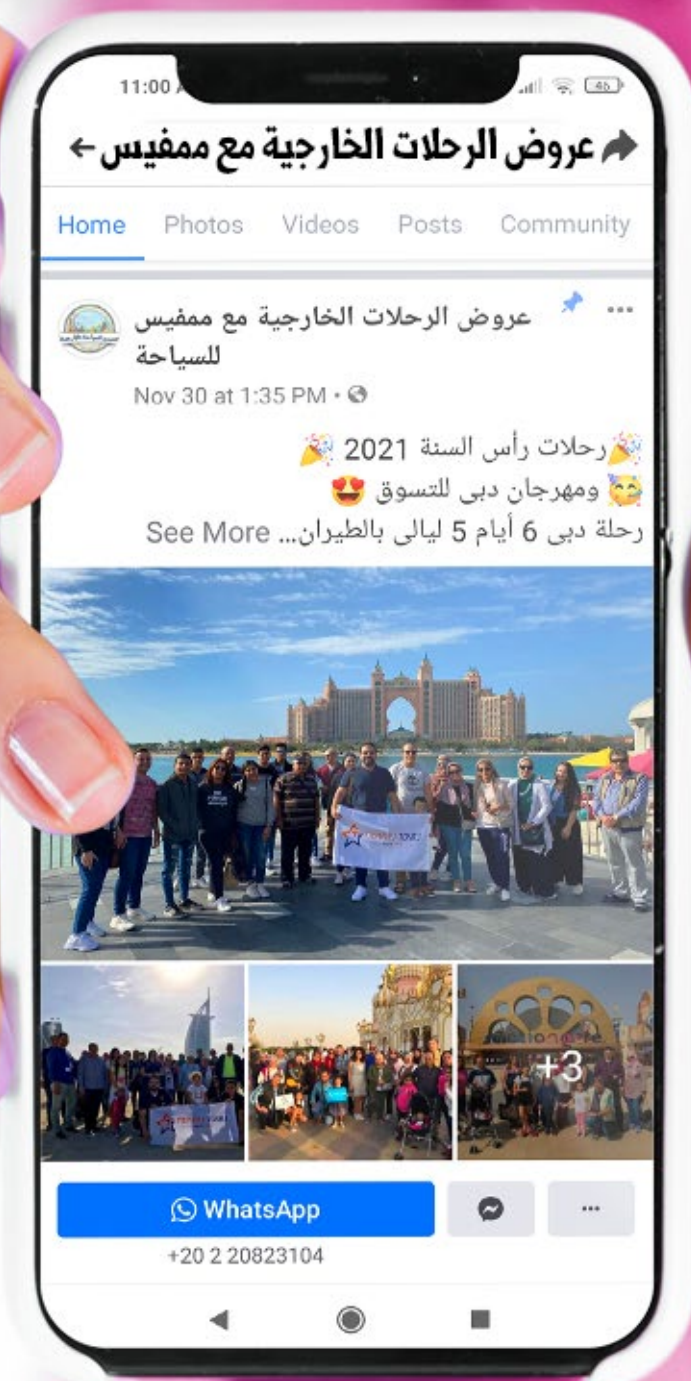 11:00
46
عروض الرحلات الخارجية مع ممفيس
Home Photos Videos Posts Community
عروض الرحلات الخارجية مع ممفيس
للسياحة
Nov 30 at 1:35 PM
🎉رحلات رأس السنة 2021 🎉
🥳 ومهرجان دبى للتسوق 😍
رحلة دبى 6 أيام 5 ليالى بالطيران... See More
+3
WhatsApp
+20 2 20823104